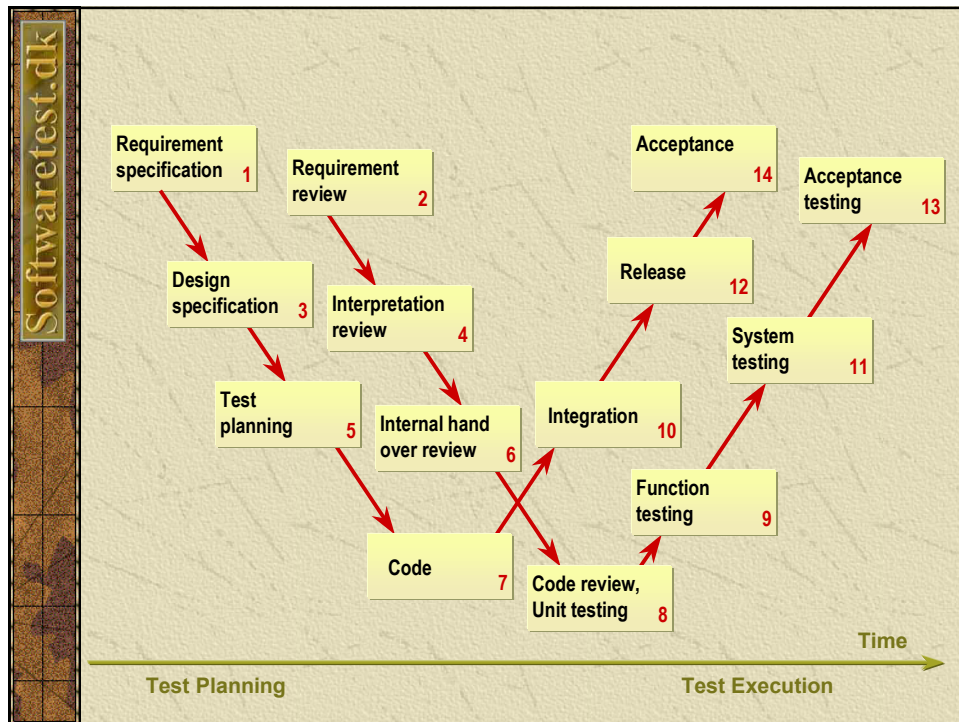 Softwaretest.dk
Requirement
specification 1
Requirement
review 2
Design
specification 3
Interpretation
review 4
Test
planning 5
Internal hand
over review 6
Code 7
Code review,
Unit testing 8
Function
testing 9
Integration 10
System
testing 11
Release 12
Acceptance
testing 13
Acceptance 14
Time
Test Planning
Test Execution